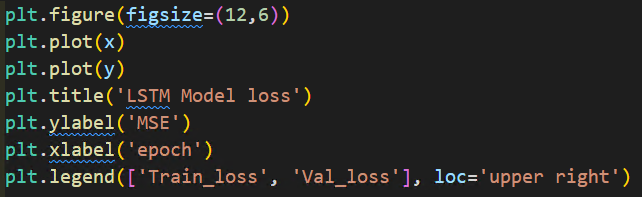 plt.figure(figsize=(12,6))
plt.plot(x)
plt.plot(y)
plt.title('LSTM Model loss')
plt.ylabel('MSE')
plt.xlabel('epoch')
plt.legend(['Train_loss', 'Val_loss'], loc='upper right')